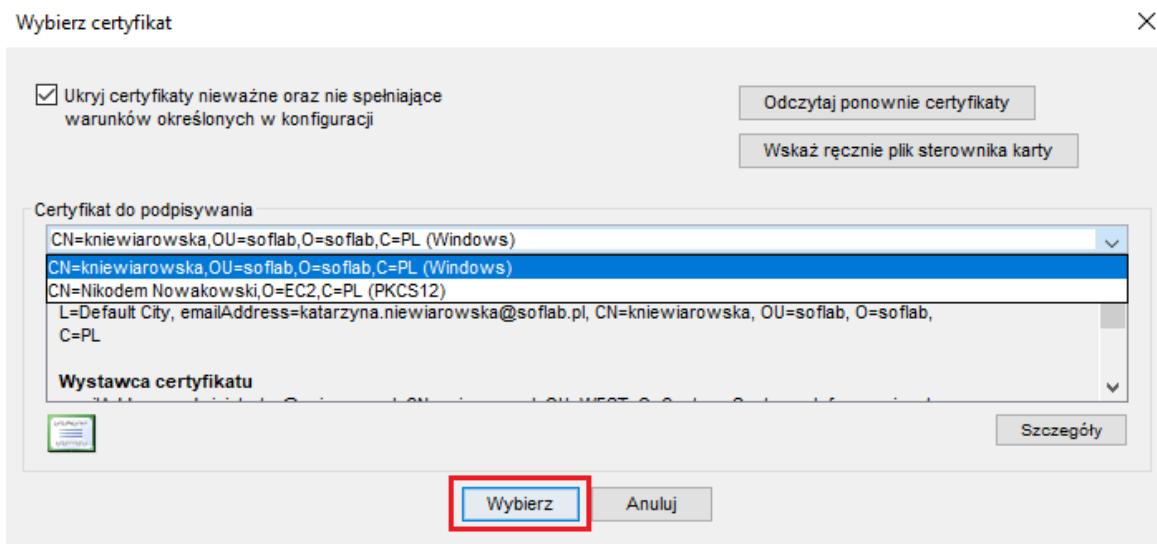 Wybierz certyfikat
Ukryj certyfikaty nieważne oraz nie spełniające
warunków określonych w konfiguracji
Odczytaj ponownie certyfikaty
Wskaż ręcznie plik sterownika karty
Certyfikat do podpisywania
CN=kniewiarowska,OU=soflab,O=soflab,C=PL (Windows)
CN=kniewiarowska,OU=soflab,O=soflab,C=PL (Windows)
CN=Nikodem Nowakowski,O=EC2,C=PL (PKCS12)
L=Default City, emailAddress=katarzyna.niewiarowska@soflab.pl, CN=kniewiarowska, OU=soflab, O=soflab,
C=PL
Wystawca certyfikatu
Szczegóły
Wybierz
Anuluj